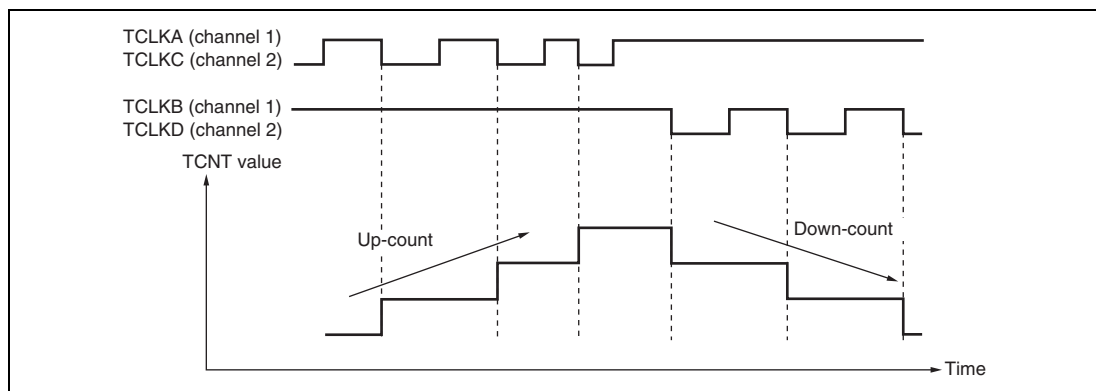 TCLKA (channel 1)
TCLKC (channel 2)
TCLKB (channel 1)
TCLKD (channel 2)
TCNT value
Up-count
Down-count
Time